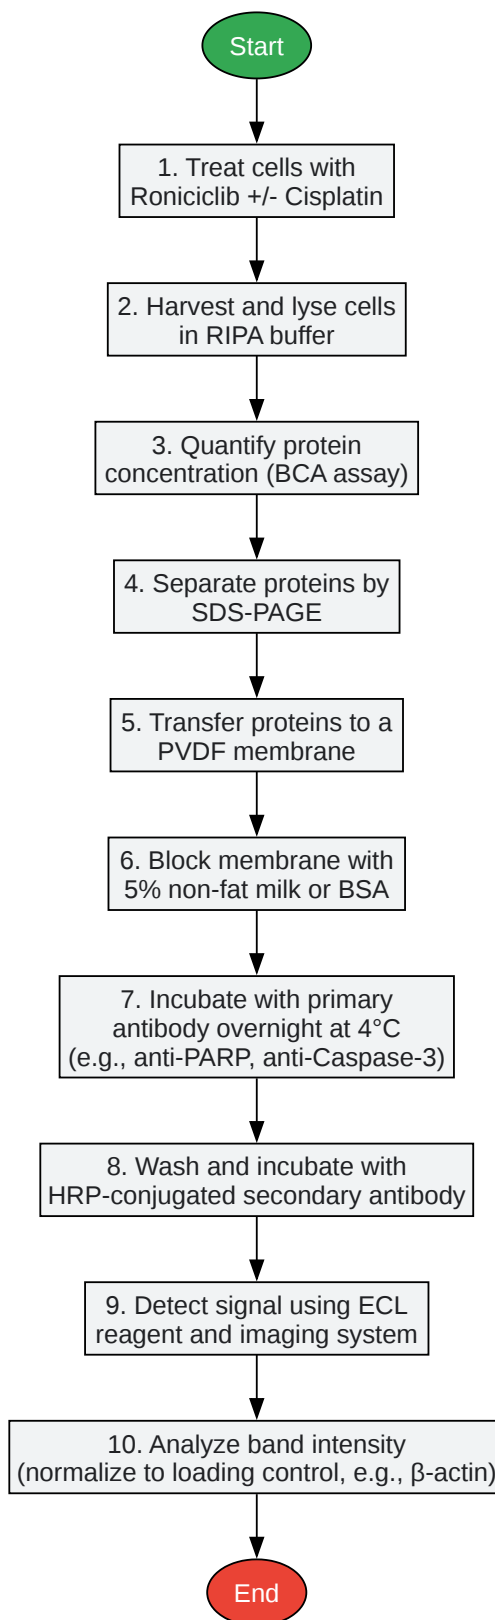 Start
1. Treat cells with
Roniciclib +/- Cisplatin
2. Harvest and lyse cells
in RIPA buffer
3. Quantify protein
concentration (BCA assay)
4. Separate proteins by
SDS-PAGE
5. Transfer proteins to a
PVDF membrane
6. Block membrane with
5% non-fat milk or BSA
7. Incubate with primary
antibody overnight at 4°C
(e.g., anti-PARP, anti-Caspase-3)
8. Wash and incubate with
HRP-conjugated secondary antibody
9. Detect signal using ECL
reagent and imaging system
10. Analyze band intensity
(normalize to loading control, e.g., β-actin)
End